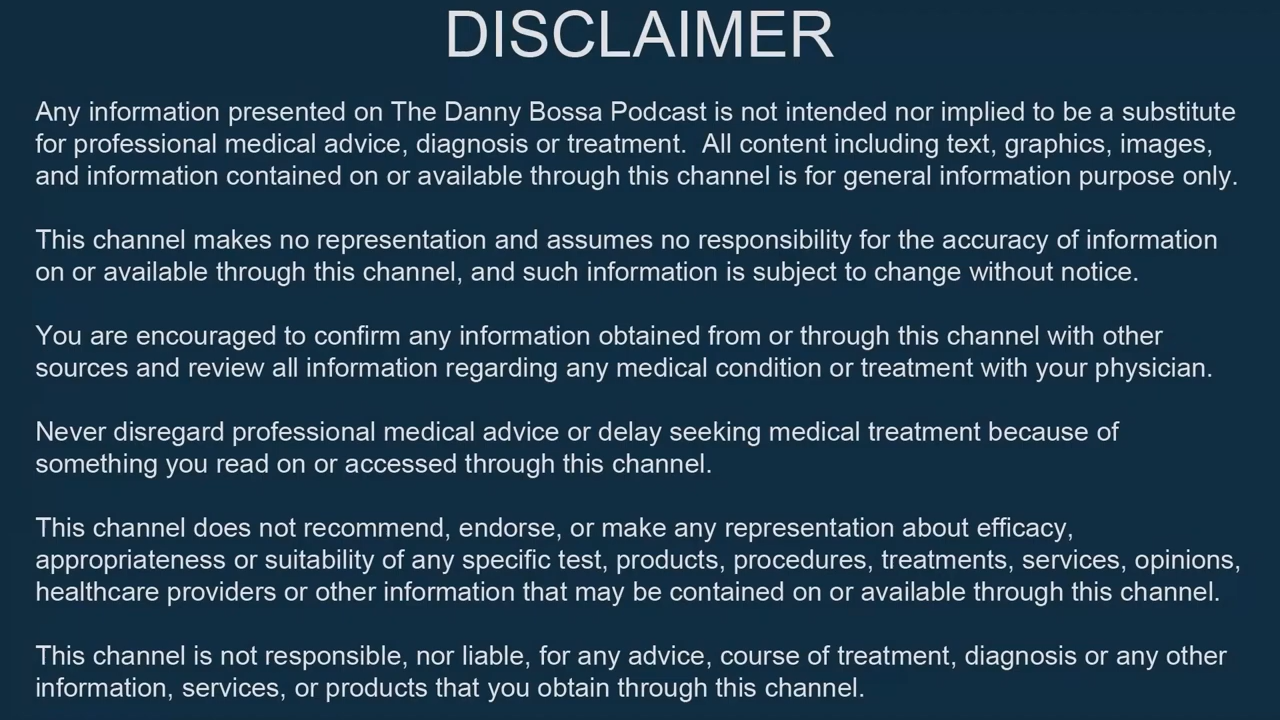 DISCLAIMER
Any information presented on The Danny Bossa Podcast is not intended nor implied to be a substitute
for professional medical advice, diagnosis or treatment.  All content including text, graphics, images,
and information contained on or available through this channel is for general information purpose only.
This channel makes no representation and assumes no responsibility for the accuracy of information
on or available through this channel, and such information is subject to change without notice.
You are encouraged to confirm any information obtained from or through this channel with other
sources and review all information regarding any medical condition or treatment with your physician.
Never disregard professional medical advice or delay seeking medical treatment because of
something you read on or accessed through this channel.
This channel does not recommend, endorse, or make any representation about efficacy,
appropriateness or suitability of any specific test, products, procedures, treatments, services, opinions,
healthcare providers or other information that may be contained on or available through this channel.
This channel is not responsible, nor liable, for any advice, course of treatment, diagnosis or any other
information, services, or products that you obtain through this channel.